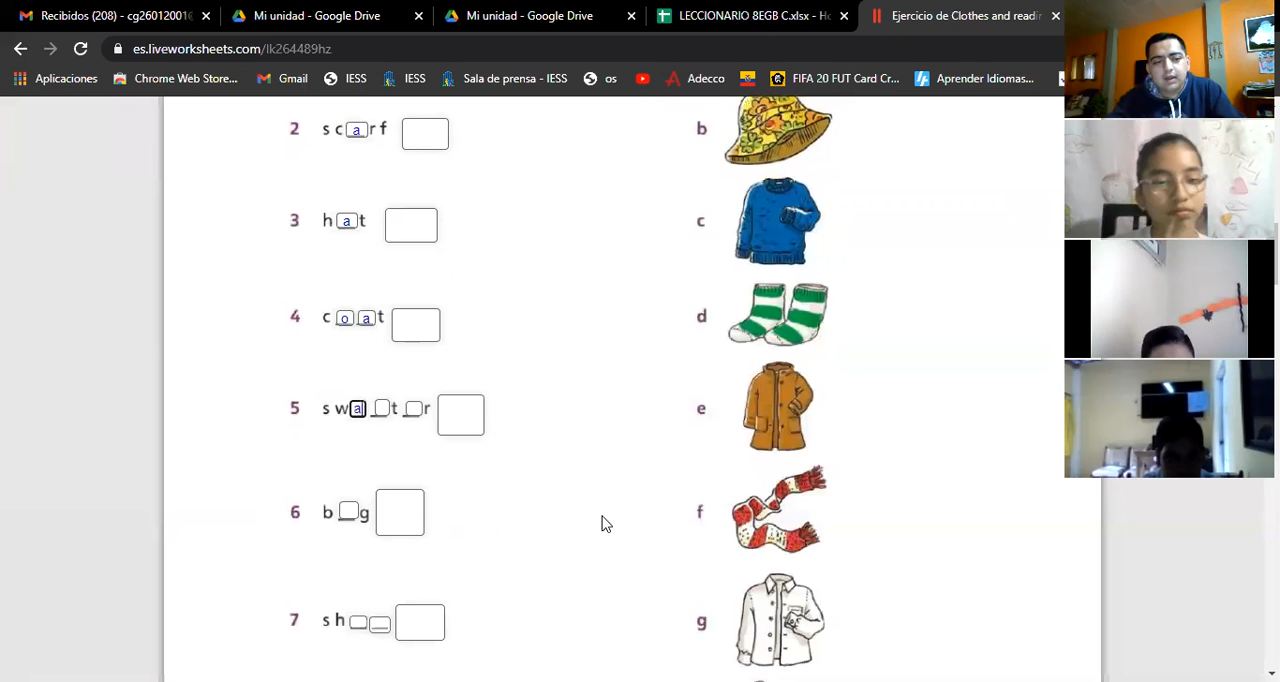 Recibidos (208) - cg26012001
Mi unidad - Google Drive
Mi unidad - Google Drive
LECCIONARIO 8EGB C.xlsx - Ho
Ejercicio de Clothes and readin
es.liveworksheets.com/lk264489hz
Aplicaciones
Chrome Web Store...
Gmail
IESS
IESS
Sala de prensa - IESS
os
Adecco
FIFA 20 FUT Card Cr...
Aprender Idiomas...
2 s c a r f
b
3 h a t
c
4 c o a t
d
5 s w a _ t _ r
e
6 b _ g
f
7 s h _ _
g